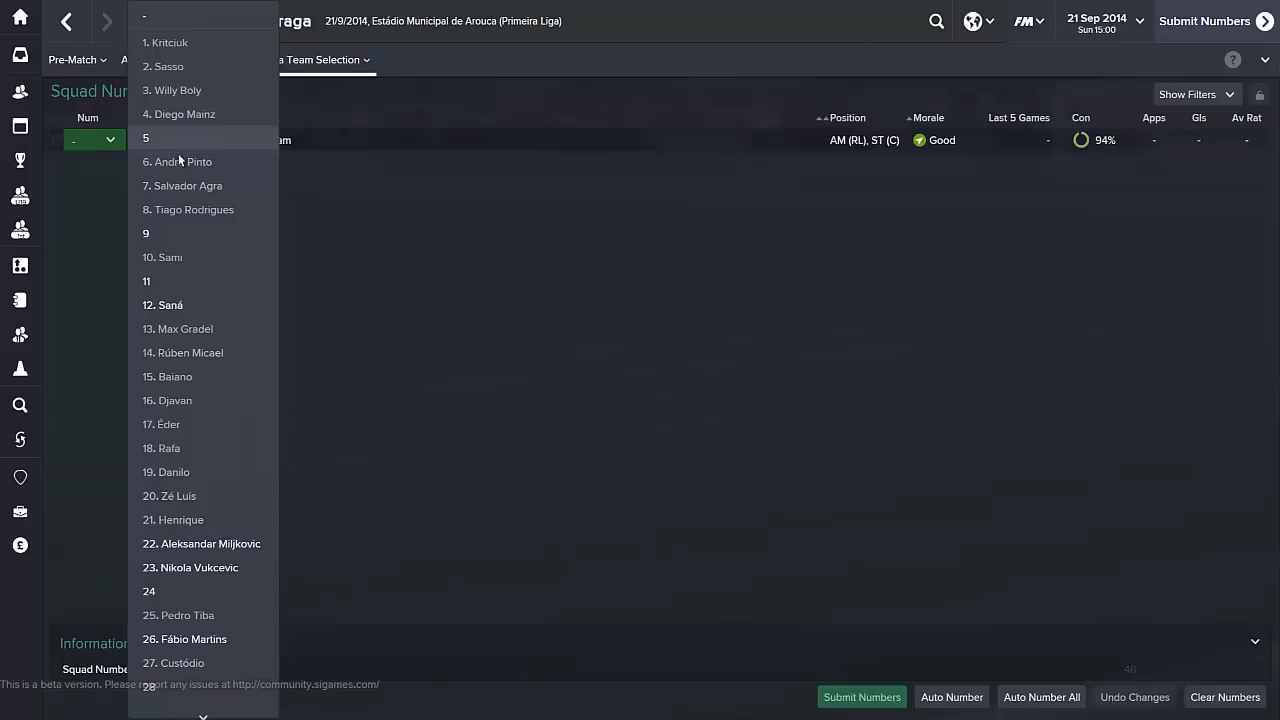 raga
21/9/2014, Estádio Municipal de Arouca (Primeira Liga)
FM
21 Sep 2014
Sun 15:00
Submit Numbers
Pre-Match
A
a Team Selection
?
Squad Nur
Show Filters
Num
Position
Morale
Last 5 Games
Con
Apps
Gls
Av Rat
-
am
AM (RL), ST (C)
Good
-
94%
-
-
-
-
1. Kritciuk
2. Sasso
3. Willy Boly
4. Diego Mainz
5
6. André Pinto
7. Salvador Agra
8. Tiago Rodrigues
9
10. Sami
11
12. Saná
13. Max Gradel
14. Rúben Micael
15. Baiano
16. Djavan
17. Éder
18. Rafa
19. Danilo
20. Zé Luís
21. Henrique
22. Aleksandar Miljkovic
23. Nikola Vukcevic
24
25. Pedro Tiba
26. Fábio Martins
27. Custódio
28
Information
Squad Numbe
48
This is a beta version. Please report any issues at http://community.sigames.com/
Submit Numbers
Auto Number
Auto Number All
Undo Changes
Clear Numbers